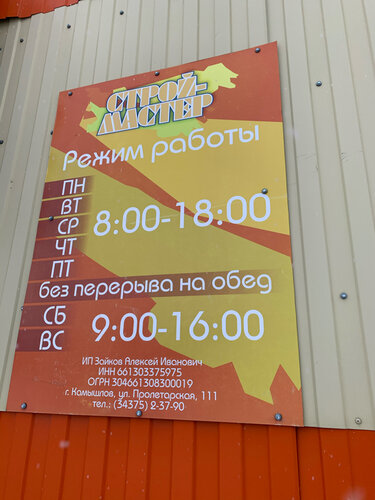 СТРОЙ-
МАСТЕР
Режим работы
ПН
ВТ
8:00-18:00
СР
ЧТ
ПТ
без перерыва на обед
СБ
9:00-16:00
ВС
ИП Зайков Алексей Иванович
ИНН 661303375975
ОГРН 304661308300019
г. Камышлов, ул. Пролетарская, 111
тел.: (34375) 2-37-90